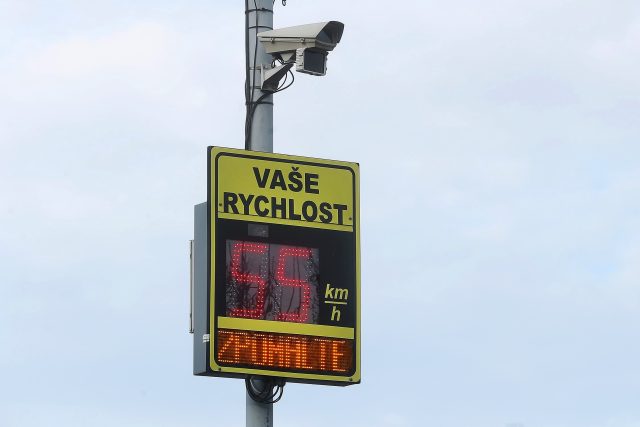 VAŠE
RYCHLOST
55
km
h
ZPOMALTE